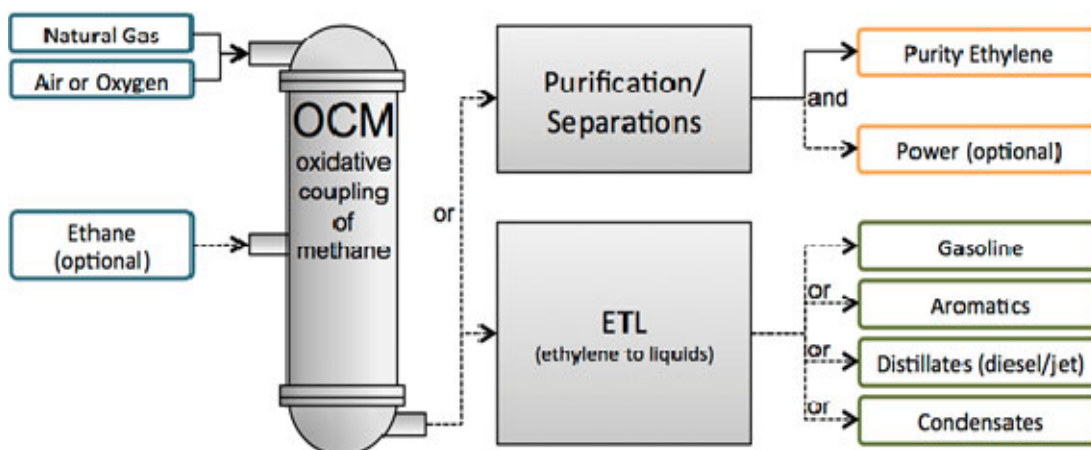 Natural Gas
Air or Oxygen
Ethane
(optional)
OCM
oxidative
coupling
of
methane
or
Purification/
Separations
ETL
(ethylene to liquids)
Purity Ethylene
and
Power (optional)
Gasoline
or
Aromatics
or
Distillates (diesel/jet)
or
Condensates